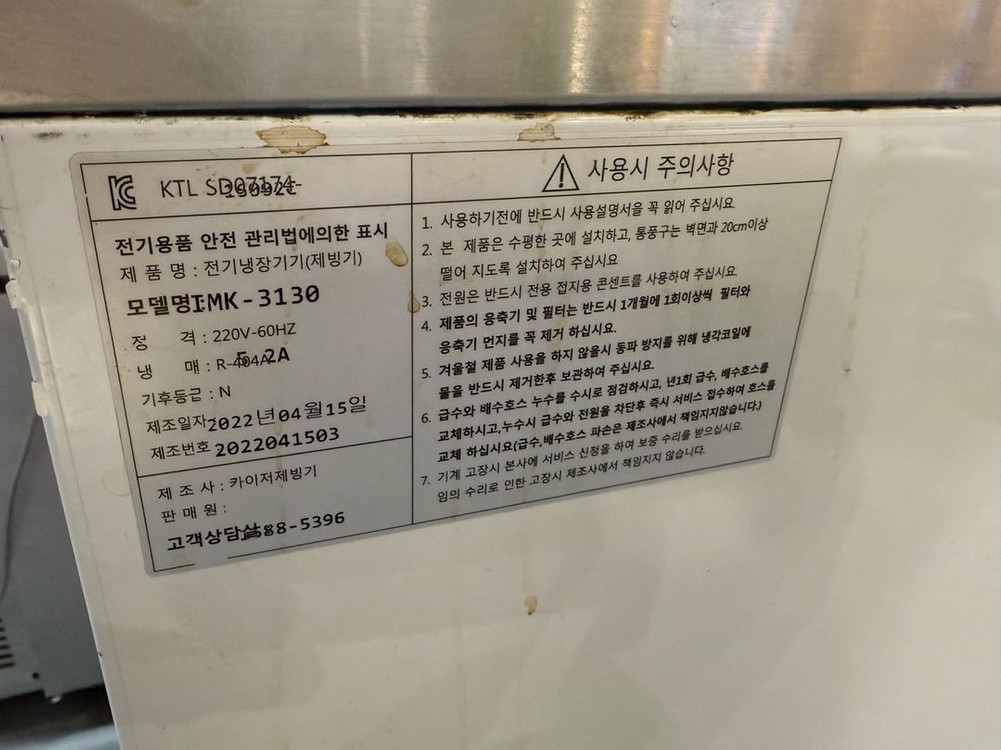 KTL
전기용품 안전 관리법에의한 표시
제 품 명 : 전기냉장기기(제빙기)
모델명 IMK-3130
정 격 : 220V-60HZ
5.2A
냉 매 : R-404A
기후등급 : N
제조일자 2022년04월15일
제조번호 2022041503
제 조 사 : 카이저제빙기
판 매 원 :
고객상담실 1588-5396
사용시 주의사항
1. 사용하기전에 반드시 사용설명서을 꼭 읽어 주십시요
2. 본 제품은 수평한 곳에 설치하고, 통풍구는 벽면과 20cm이상
떨어 지도록 설치하여 주십시요
3. 전원은 반드시 전용 접지용 콘센트를 사용하여 주십시요.
4. 제품의 응축기 및 필터는 반드시 1개월에 1회이상씩 필터와
응축기 먼지를 꼭 제거 하십시요.
5. 겨울철 제품 사용을 하지 않을시 동파 방지를 위해 냉각코일에
물을 반드시 제거한후 보관하여 주십시요.
6. 급수와 배수호스 누수를 수시로 점검하시고, 년1회 급수, 배수호스를
교체하시고,누수시 급수와 전원을 차단후 즉시 서비스 접수하여 호스를
교체 하십시요(급수,배수호스 파손은 제조사에서 책임지지않습니다.)
7. 기계 고장시 본사에 서비스 신청을 하여 보증 수리를 받으십시요.
임의 수리로 인한 고장시 제조사에서 책임지지 않습니다.